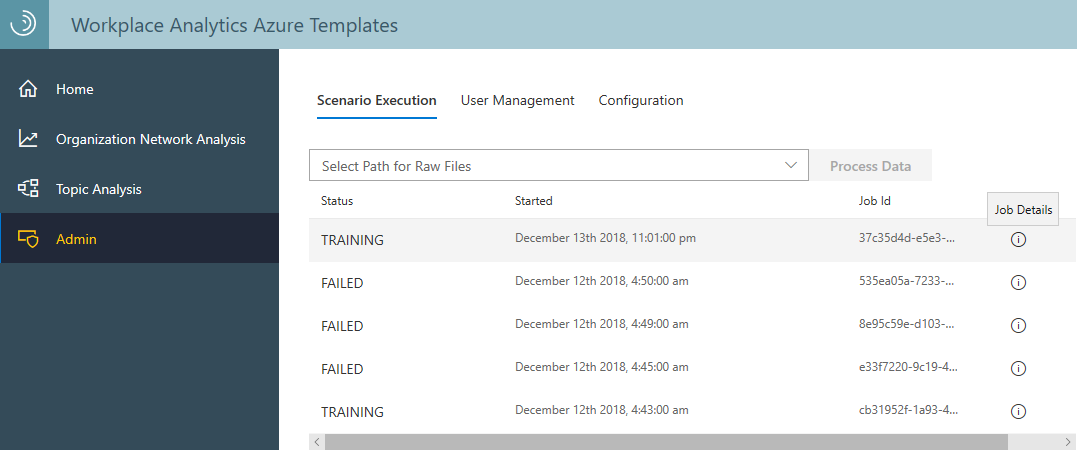 Workplace Analytics Azure Templates
Home
Organization Network Analysis
Topic Analysis
Admin
Scenario Execution User Management Configuration
Select Path for Raw Files Process Data
Status Started Job Id
Job Details
TRAINING December 13th 2018, 11:01:00 pm 37c35d4d-e5e3-...
FAILED December 12th 2018, 4:50:00 am 535ea05a-7233-...
FAILED December 12th 2018, 4:49:00 am 8e95c59e-d103-...
FAILED December 12th 2018, 4:45:00 am e33f7220-9c19-4...
TRAINING December 12th 2018, 4:43:00 am cb31952f-1a93-4...